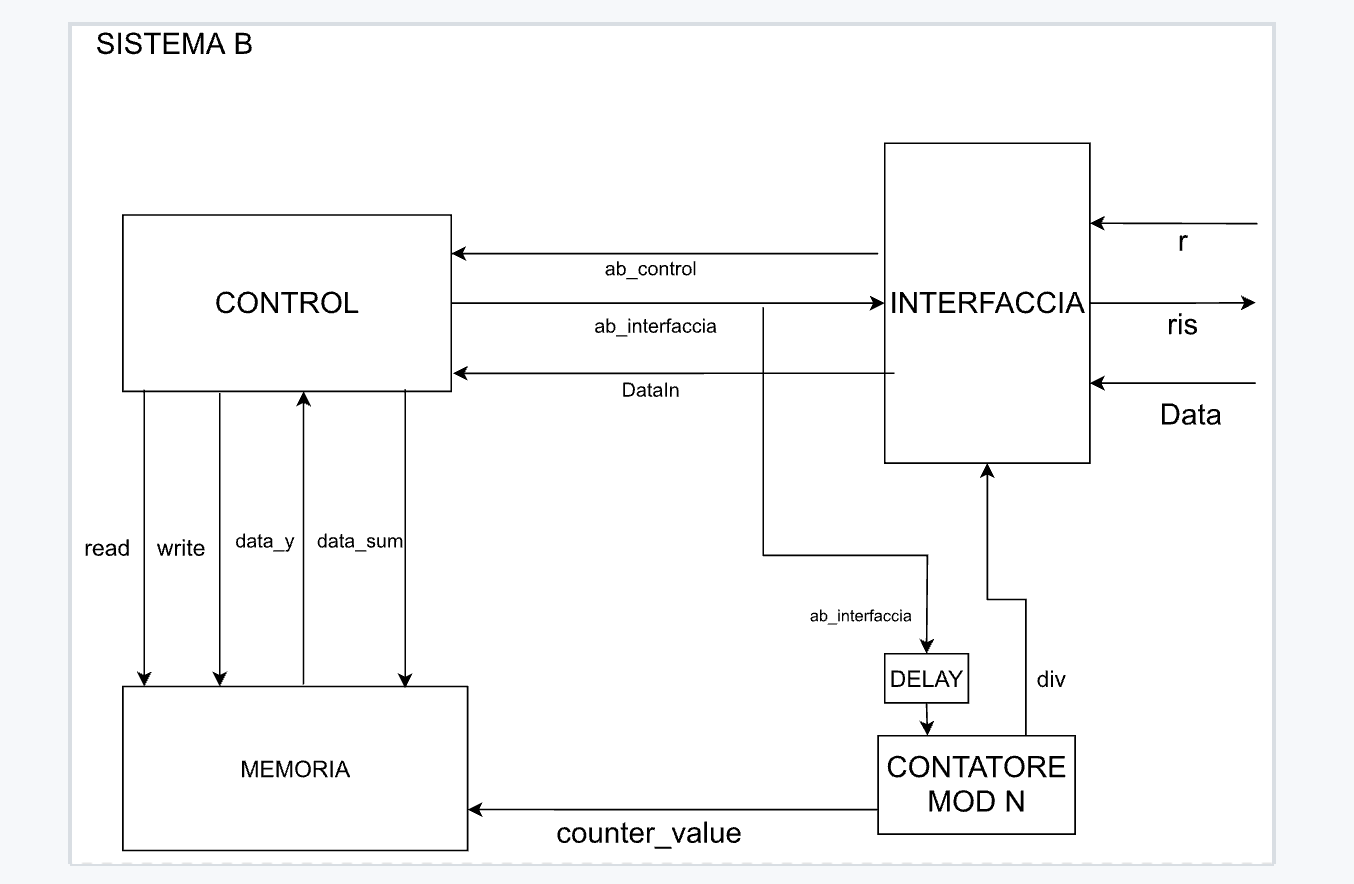 SISTEMA B
r
CONTROL
ab_control
INTERFACCIA
ab_interfaccia
ris
DataIn
Data
read
write
data_y
data_sum
ab_interfaccia
DELAY
div
MEMORIA
CONTATORE
MOD N
counter_value